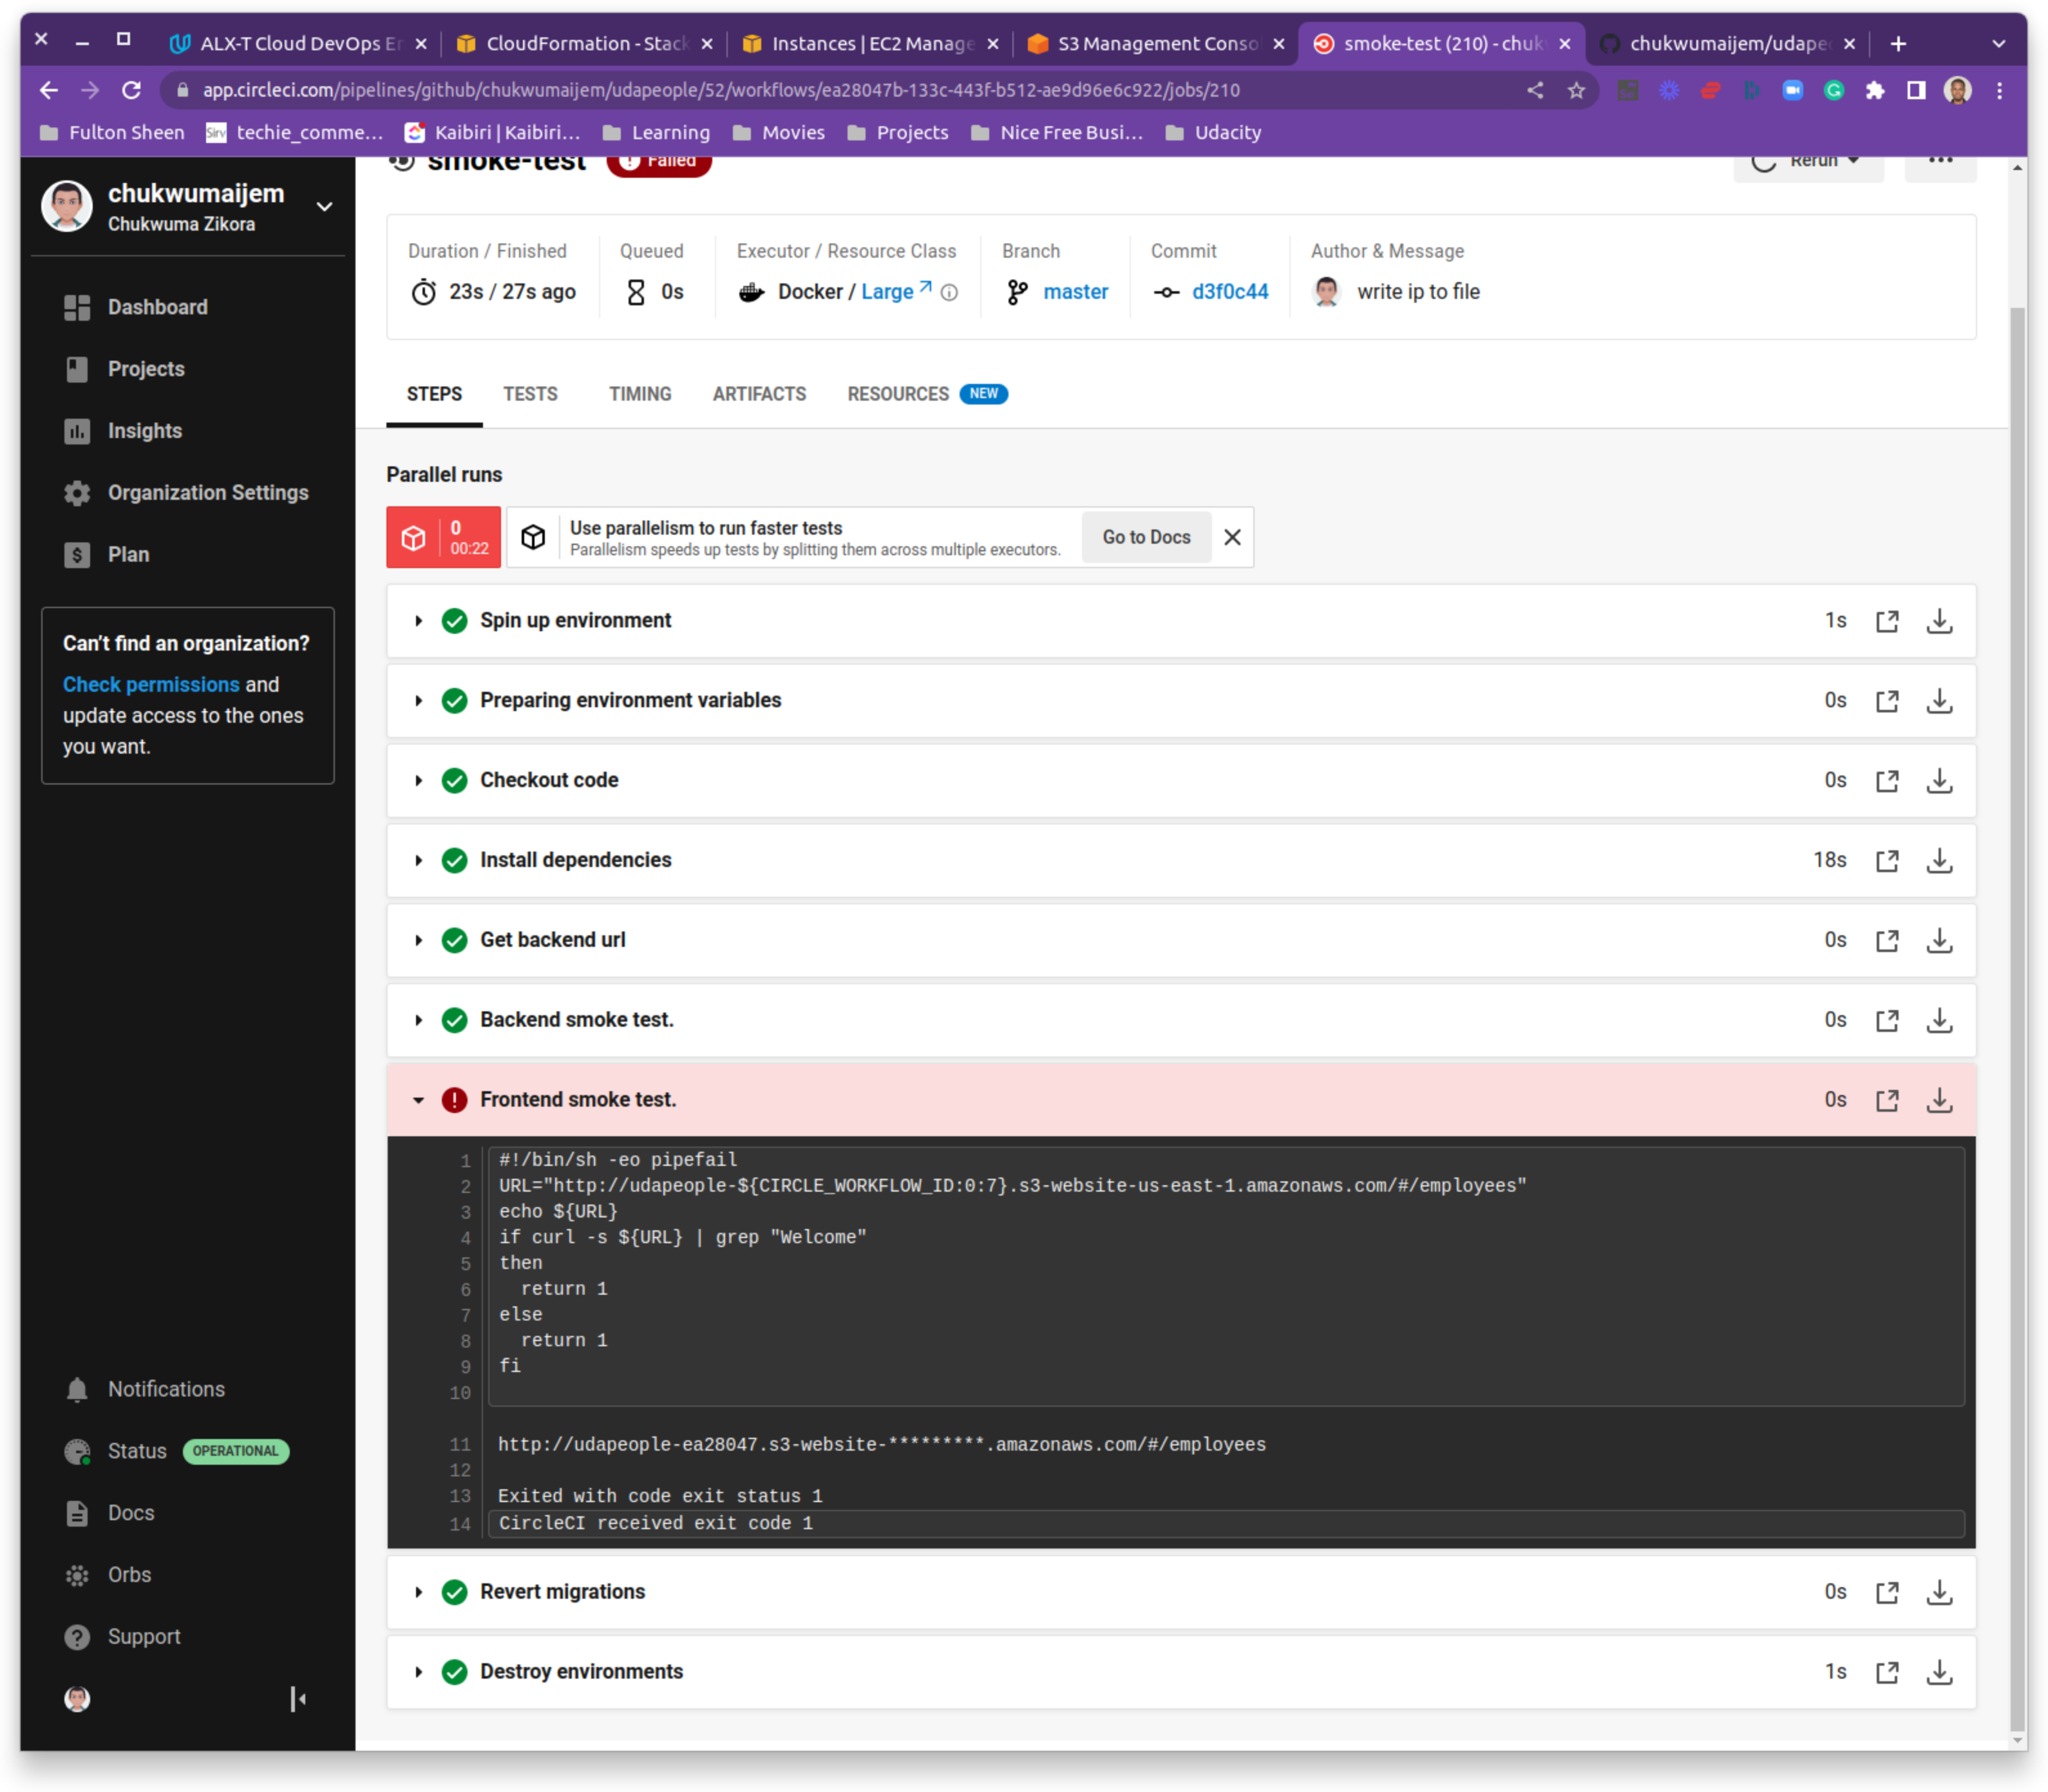 ALX-T Cloud DevOps E
CloudFormation - Stack
Instances | EC2 Manage
S3 Management Conso
smoke-test (210) - chuk
chukwumaijem/udape
app.circleci.com/pipelines/github/chukwumaijem/udapeople/52/workflows/ea28047b-133c-443f-b512-ae9d96e6c922/jobs/210
Fulton Sheen
Sirv
techie_comme...
Kaibiri | Kaibiri...
Learning
Movies
Projects
Nice Free Busi...
Udacity
chukwumaijem
Chukwuma Zikora
Dashboard
Projects
Insights
Organization Settings
Plan
Can't find an organization?
Check permissions and
update access to the ones
you want.
Notifications
Status OPERATIONAL
Docs
Orbs
Support
smoke-test
Failed
Rerun
Duration / Finished
23s / 27s ago
Queued
0s
Executor / Resource Class
Docker / Large
Branch
master
Commit
d3f0c44
Author & Message
write ip to file
STEPS
TESTS
TIMING
ARTIFACTS
RESOURCES NEW
Parallel runs
0
00:22
Use parallelism to run faster tests
Parallelism speeds up tests by splitting them across multiple executors.
Go to Docs
Spin up environment 1s
Preparing environment variables 0s
Checkout code 0s
Install dependencies 18s
Get backend url 0s
Backend smoke test. 0s
Frontend smoke test. 0s
1 #!/bin/sh -eo pipefail
2 URL="http://udapeople-${CIRCLE_WORKFLOW_ID:0:7}.s3-website-us-east-1.amazonaws.com/#/employees"
3 echo ${URL}
4 if curl -s ${URL} | grep "Welcome"
5 then
6 return 1
7 else
8 return 1
9 fi
10
11 http://udapeople-ea28047.s3-website-*********.amazonaws.com/#/employees
12
13 Exited with code exit status 1
14 CircleCI received exit code 1
Revert migrations 0s
Destroy environments 1s